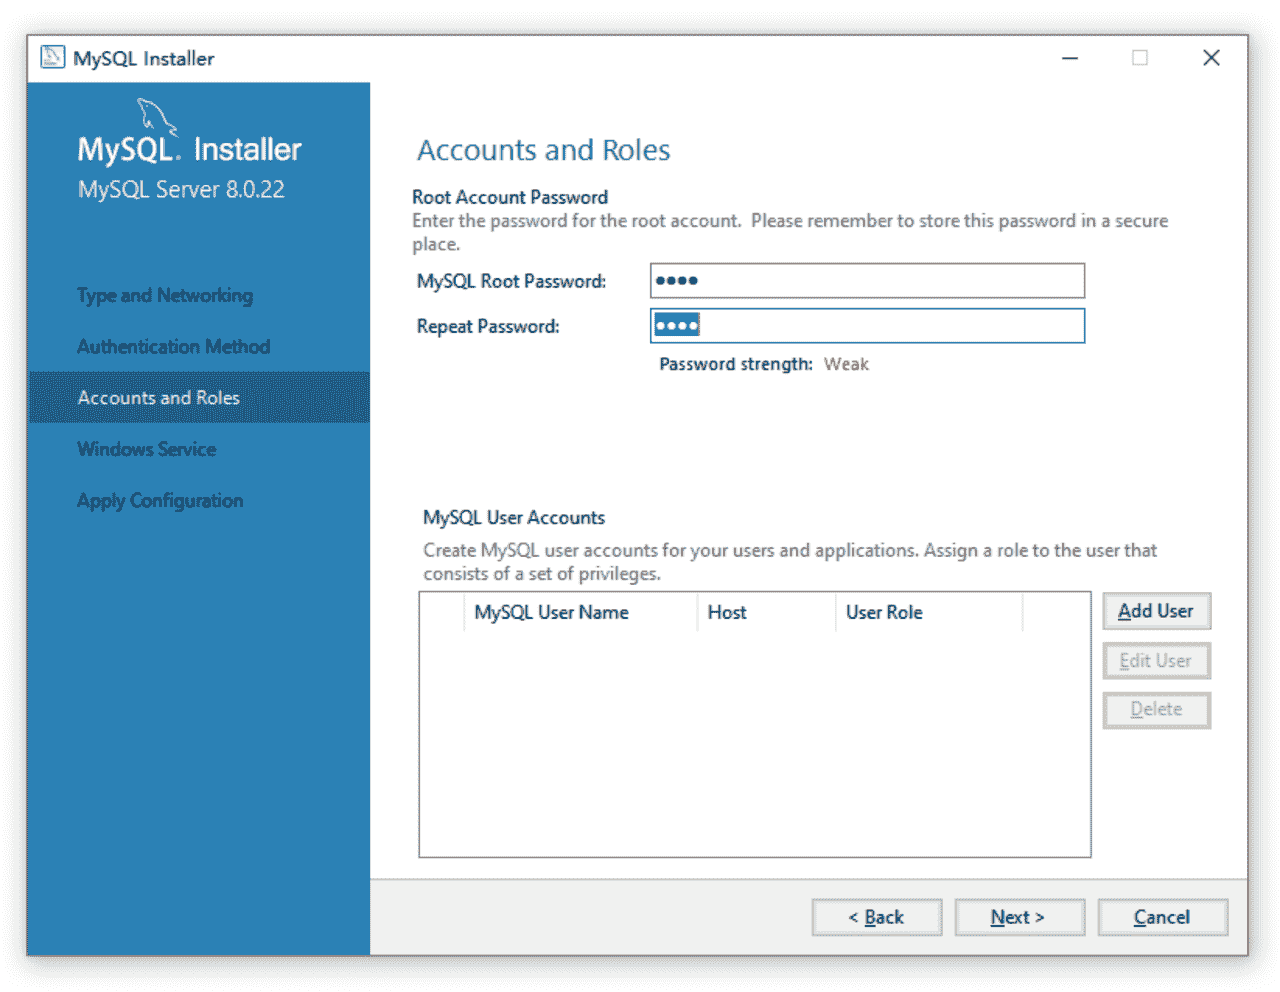 MySQL Installer
MySQL. Installer
MySQL Server 8.0.22
Type and Networking
Authentication Method
Accounts and Roles
Windows Service
Apply Configuration
Accounts and Roles
Root Account Password
Enter the password for the root account. Please remember to store this password in a secure
place.
MySQL Root Password: ●●●●
Repeat Password: ●●●●
Password strength: Weak
MySQL User Accounts
Create MySQL user accounts for your users and applications. Assign a role to the user that
consists of a set of privileges.
MySQL User Name Host User Role
Add User
Edit User
Delete
< Back Next > Cancel